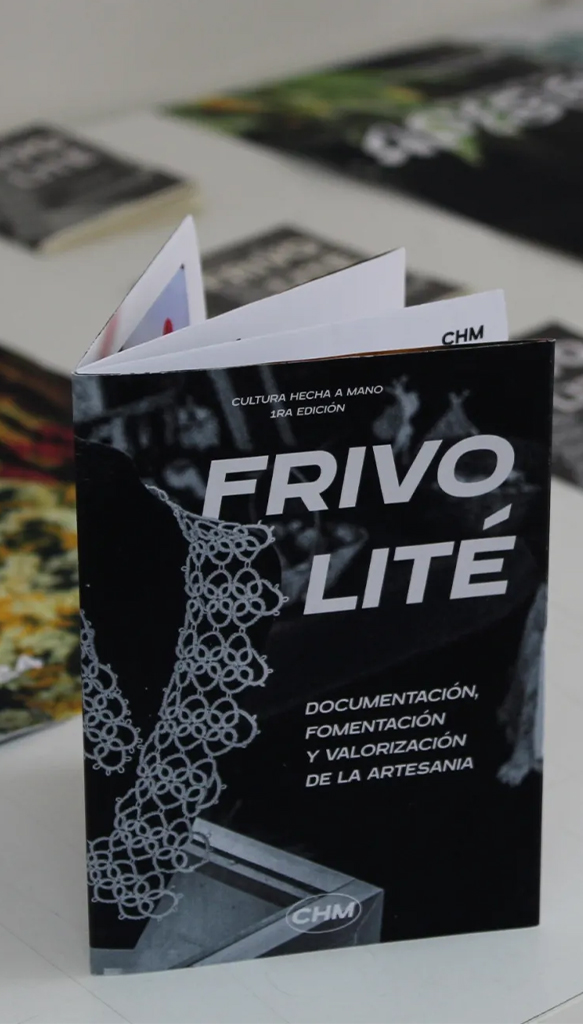 CHM
CULTURA HECHA A MANO
1RA EDICIÓN
FRIVO
LITÉ
DOCUMENTACIÓN,
FOMENTACIÓN
Y VALORIZACIÓN
DE LA ARTESANIA
CHM